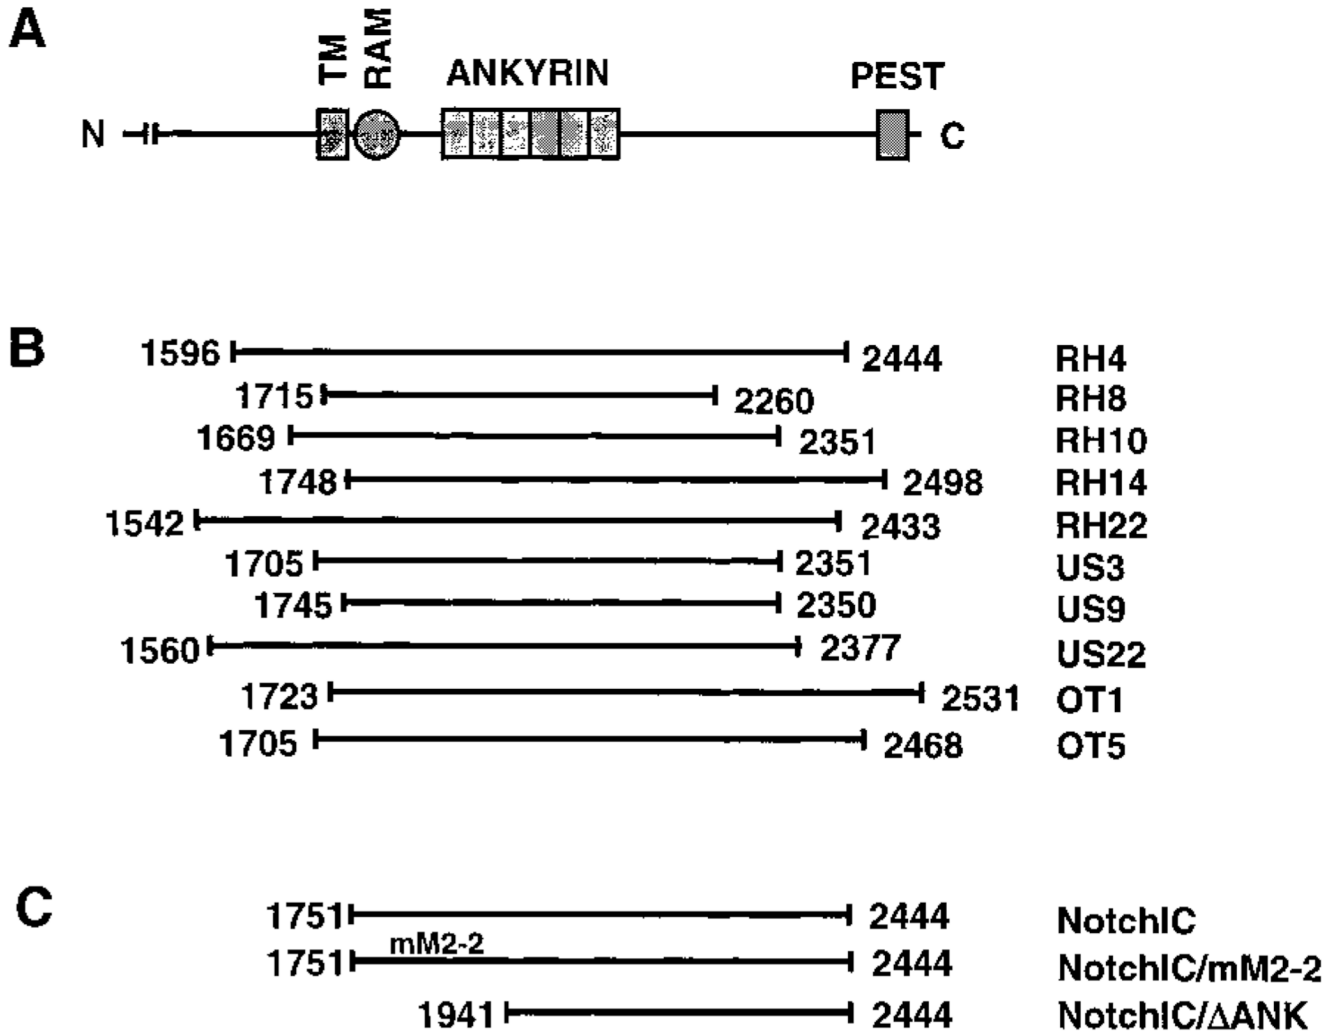 A
TM
RAM
ANKYRIN
PEST
N
C
B
1596 2444 RH4
1715 2260 RH8
1669 2351 RH10
1748 2498 RH14
1542 2433 RH22
1705 2351 US3
1745 2350 US9
1560 2377 US22
1723 2531 OT1
1705 2468 OT5
C
1751 2444 NotchIC
mM2-2
1751 2444 NotchIC/mM2-2
1941 2444 NotchIC/ΔANK